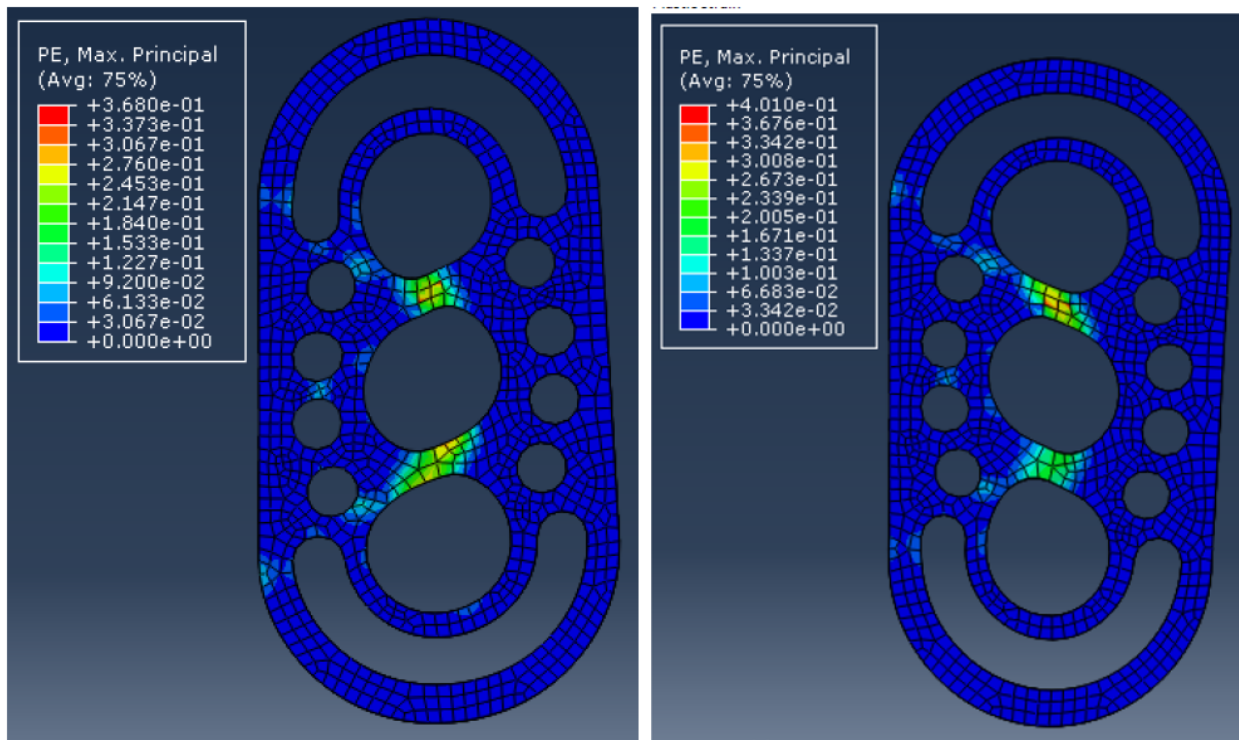 PE, Max. Principal
(Avg: 75%)
+3.680e-01
+3.373e-01
+3.067e-01
+2.760e-01
+2.453e-01
+2.147e-01
+1.840e-01
+1.533e-01
+1.227e-01
+9.200e-02
+6.133e-02
+3.067e-02
+0.000e+00
PE, Max. Principal
(Avg: 75%)
+4.010e-01
+3.676e-01
+3.342e-01
+3.008e-01
+2.673e-01
+2.339e-01
+2.005e-01
+1.671e-01
+1.337e-01
+1.003e-01
+6.683e-02
+3.342e-02
+0.000e+00